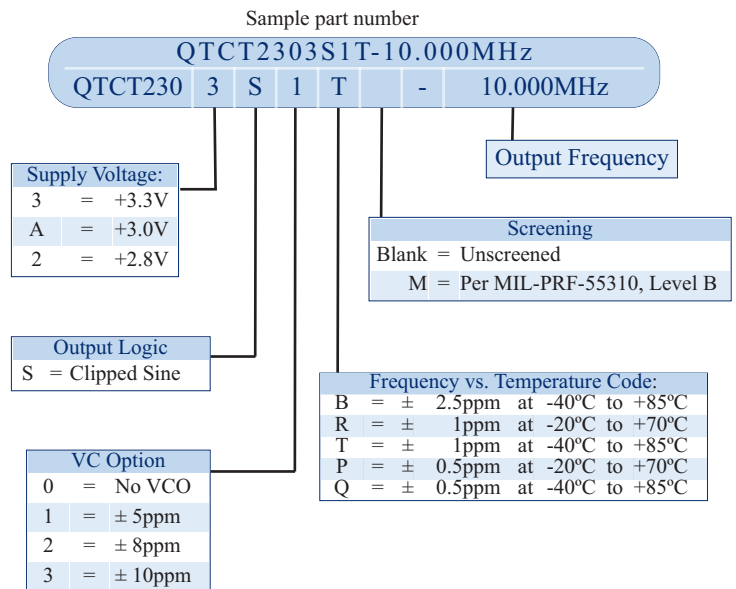 Sample part number
QTCT2303S1T-10.000MHz
QTCT230 3 S 1 T - 10.000MHz
Output Frequency
Supply Voltage:
3 = +3.3V
A = +3.0V
2 = +2.8V
Screening
Blank = Unscreened
M = Per MIL-PRF-55310, Level B
Output Logic
S = Clipped Sine
Frequency vs. Temperature Code:
B = ± 2.5ppm at -40ºC to +85ºC
R = ± 1ppm at -20ºC to +70ºC
T = ± 1ppm at -40ºC to +85ºC
P = ± 0.5ppm at -20ºC to +70ºC
Q = ± 0.5ppm at -40ºC to +85ºC
VC Option
0 = No VCO
1 = ± 5ppm
2 = ± 8ppm
3 = ± 10ppm